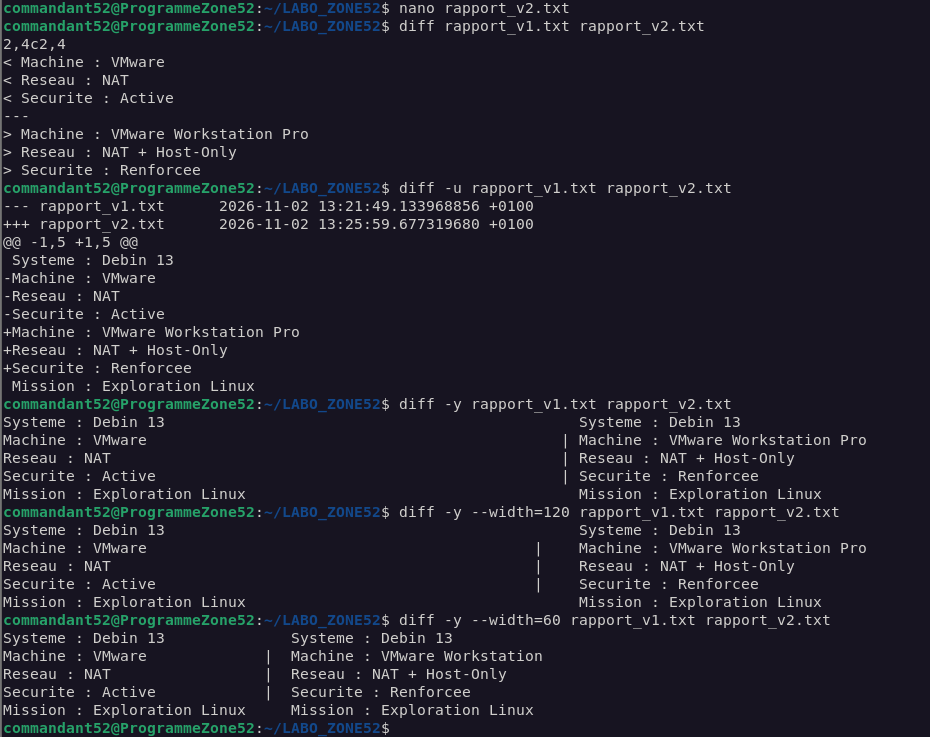 commandant52@ProgrammeZone52:~/LABO_ZONE52$ nano rapport_v2.txt
commandant52@ProgrammeZone52:~/LABO_ZONE52$ diff rapport_v1.txt rapport_v2.txt
2,4c2,4
< Machine : VMware
< Reseau : NAT
< Securite : Active
---
> Machine : VMware Workstation Pro
> Reseau : NAT + Host-Only
> Securite : Renforcee
commandant52@ProgrammeZone52:~/LABO_ZONE52$ diff -u rapport_v1.txt rapport_v2.txt
--- rapport_v1.txt      2026-11-02 13:21:49.133968856 +0100
+++ rapport_v2.txt      2026-11-02 13:25:59.677319680 +0100
@@ -1,5 +1,5 @@
 Systeme : Debin 13
-Machine : VMware
-Reseau : NAT
-Securite : Active
+Machine : VMware Workstation Pro
+Reseau : NAT + Host-Only
+Securite : Renforcee
 Mission : Exploration Linux
commandant52@ProgrammeZone52:~/LABO_ZONE52$ diff -y rapport_v1.txt rapport_v2.txt
Systeme : Debin 13                                              Systeme : Debin 13
Machine : VMware                                              | Machine : VMware Workstation Pro
Reseau : NAT                                                  | Reseau : NAT + Host-Only
Securite : Active                                             | Securite : Renforcee
Mission : Exploration Linux                                     Mission : Exploration Linux
commandant52@ProgrammeZone52:~/LABO_ZONE52$ diff -y --width=120 rapport_v1.txt rapport_v2.txt
Systeme : Debin 13                                              Systeme : Debin 13
Machine : VMware                                           |    Machine : VMware Workstation Pro
Reseau : NAT                                               |    Reseau : NAT + Host-Only
Securite : Active                                          |    Securite : Renforcee
Mission : Exploration Linux                                     Mission : Exploration Linux
commandant52@ProgrammeZone52:~/LABO_ZONE52$ diff -y --width=60 rapport_v1.txt rapport_v2.txt
Systeme : Debin 13              Systeme : Debin 13
Machine : VMware             |  Machine : VMware Workstation
Reseau : NAT                 |  Reseau : NAT + Host-Only
Securite : Active            |  Securite : Renforcee
Mission : Exploration Linux     Mission : Exploration Linux
commandant52@ProgrammeZone52:~/LABO_ZONE52$